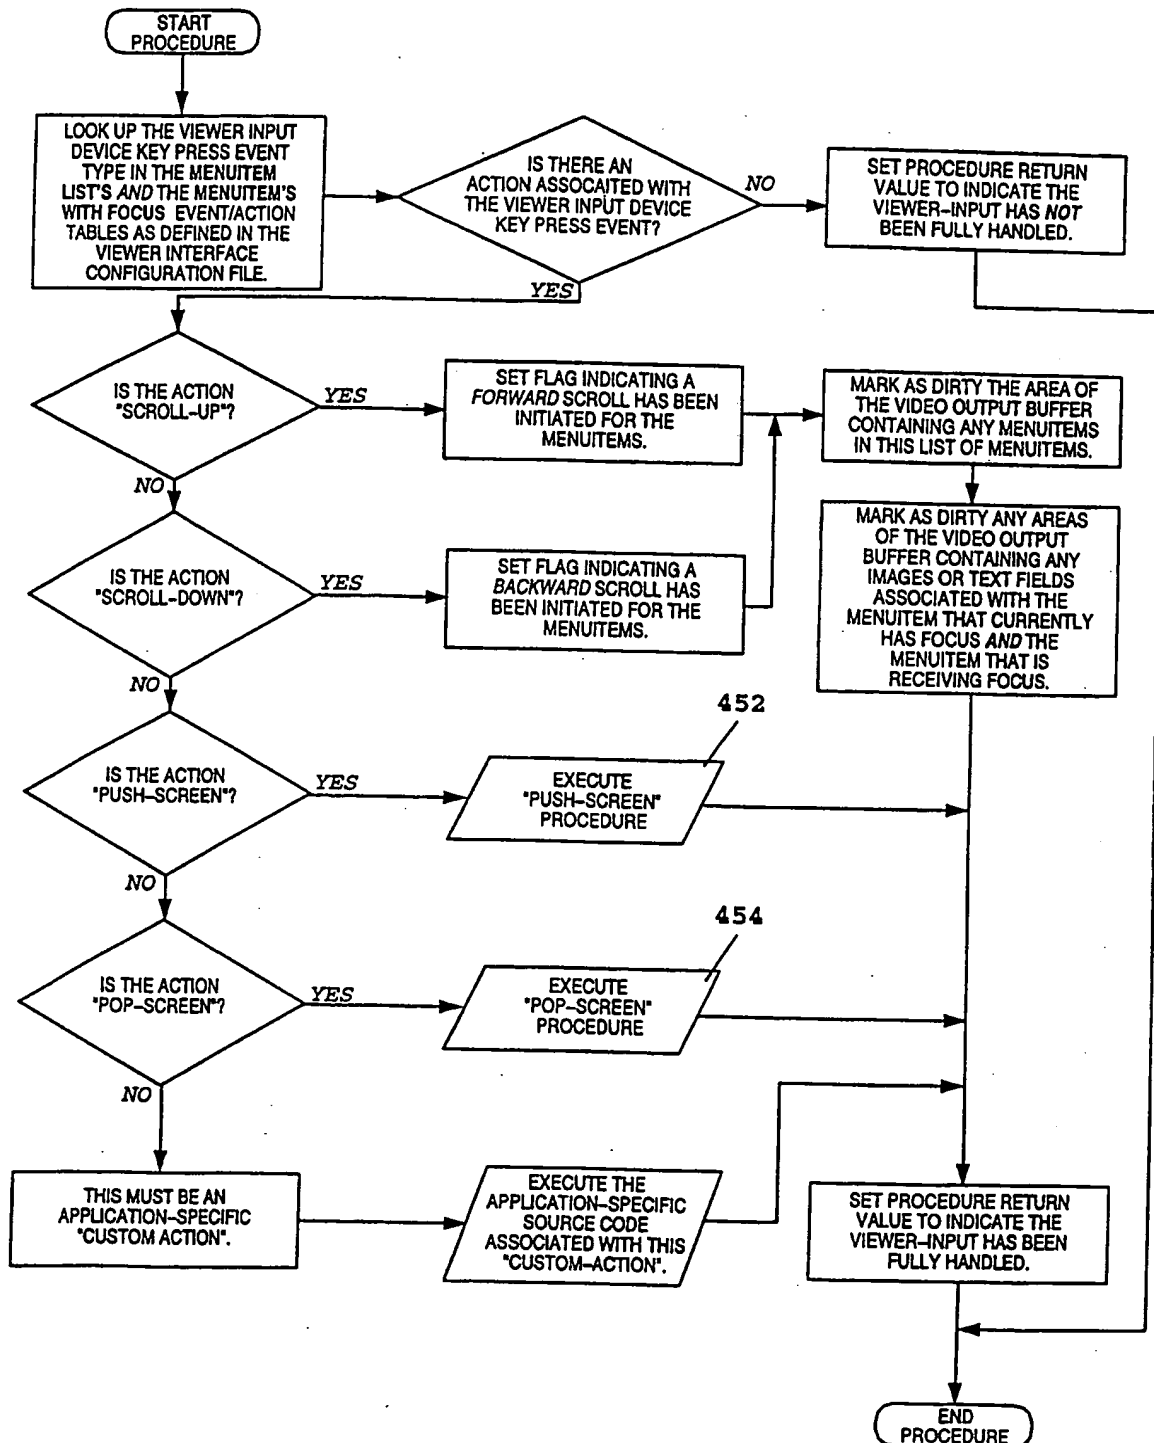 START
PROCEDURE
LOOK UP THE VIEWER INPUT
DEVICE KEY PRESS EVENT
TYPE IN THE MENUITEM
LIST'S AND THE MENUITEM'S
WITH FOCUS EVENT/ACTION
TABLES AS DEFINED IN THE
VIEWER INTERFACE
CONFIGURATION FILE.
IS THERE AN
ACTION ASSOCAITED WITH
THE VIEWER INPUT DEVICE
KEY PRESS EVENT?
NO
SET PROCEDURE RETURN
VALUE TO INDICATE THE
VIEWER-INPUT HAS NOT
BEEN FULLY HANDLED.
YES
IS THE ACTION
"SCROLL-UP"?
YES
SET FLAG INDICATING A
FORWARD SCROLL HAS BEEN
INITIATED FOR THE
MENUITEMS.
MARK AS DIRTY THE AREA OF
THE VIDEO OUTPUT BUFFER
CONTAINING ANY MENUITEMS
IN THIS LIST OF MENUITEMS.
NO
IS THE ACTION
"SCROLL-DOWN"?
YES
SET FLAG INDICATING A
BACKWARD SCROLL HAS
BEEN INITIATED FOR THE
MENUITEMS.
MARK AS DIRTY ANY AREAS
OF THE VIDEO OUTPUT
BUFFER CONTAINING ANY
IMAGES OR TEXT FIELDS
ASSOCIATED WITH THE
MENUITEM THAT CURRENTLY
HAS FOCUS AND THE
MENUITEM THAT IS
RECEIVING FOCUS.
NO
IS THE ACTION
"PUSH-SCREEN"?
YES
452
EXECUTE
"PUSH-SCREEN"
PROCEDURE
NO
IS THE ACTION
"POP-SCREEN"?
YES
454
EXECUTE
"POP-SCREEN"
PROCEDURE
NO
THIS MUST BE AN
APPLICATION-SPECIFIC
"CUSTOM ACTION".
EXECUTE THE
APPLICATION-SPECIFIC
SOURCE CODE
ASSOCIATED WITH THIS
"CUSTOM-ACTION".
SET PROCEDURE RETURN
VALUE TO INDICATE THE
VIEWER-INPUT HAS BEEN
FULLY HANDLED.
END
PROCEDURE